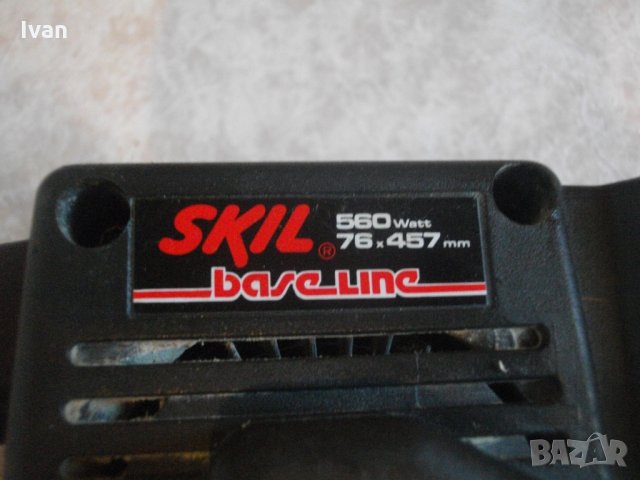 Ivan
SKIL® 560 Watt
76 x 457 mm
base Line
BAZAR